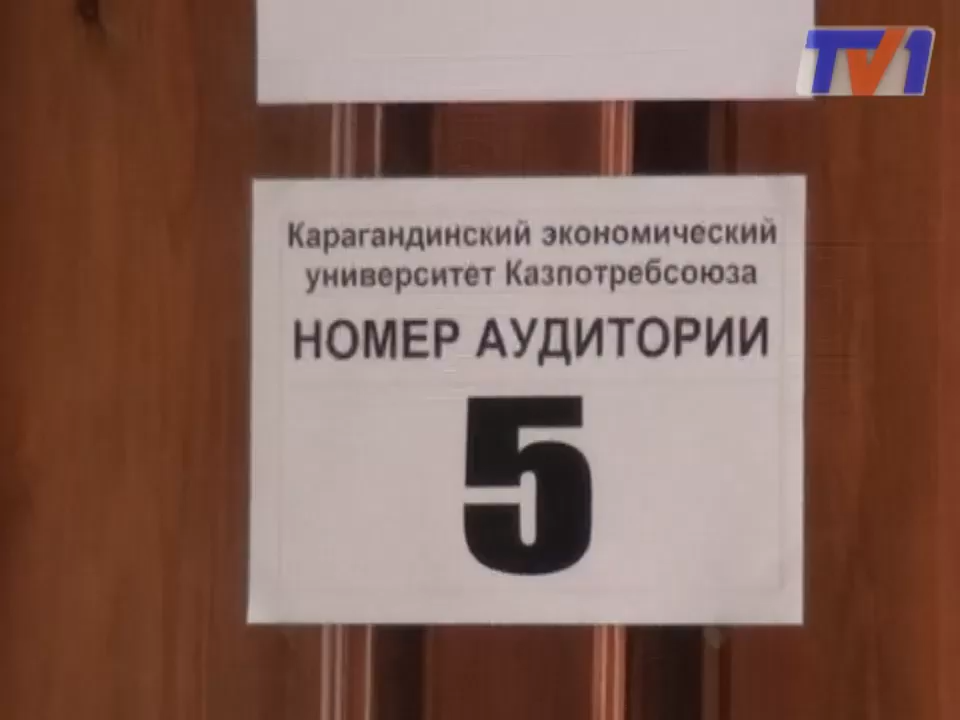 TV1
Карагандинский экономический
университет Казпотребсоюза
НОМЕР АУДИТОРИИ
5